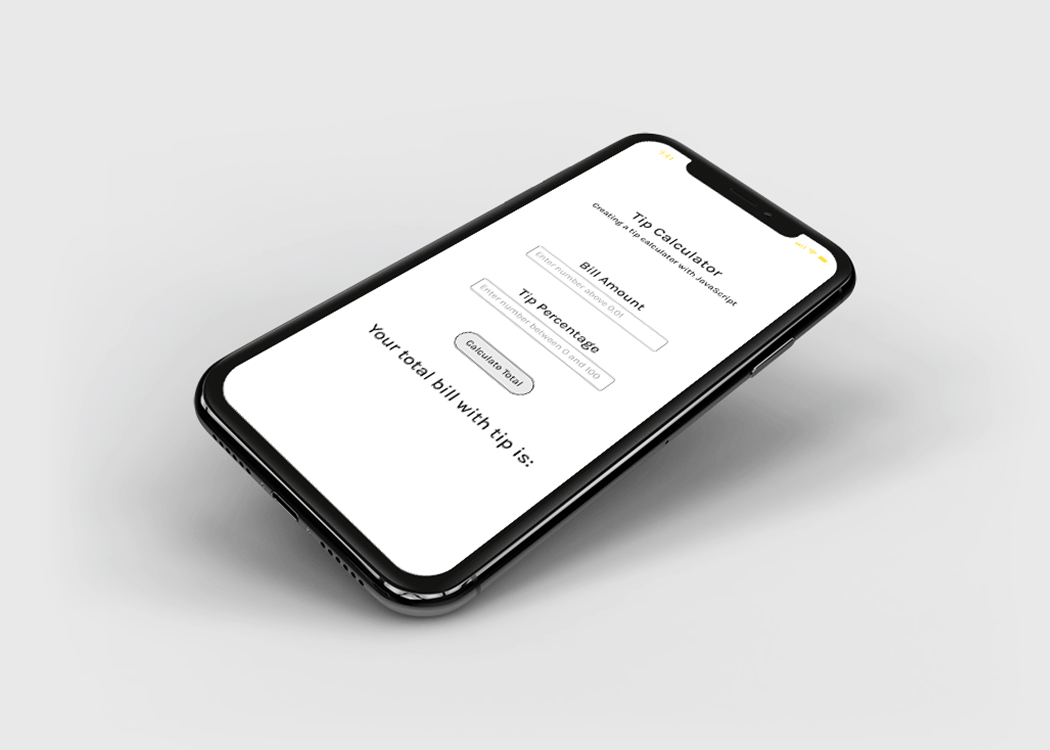 Tip Calculator
Creating a tip calculator with JavaScript
Bill Amount
Enter number above 0.01
Tip Percentage
Enter number between 0 and 100
Calculate Total
Your total bill with tip is: